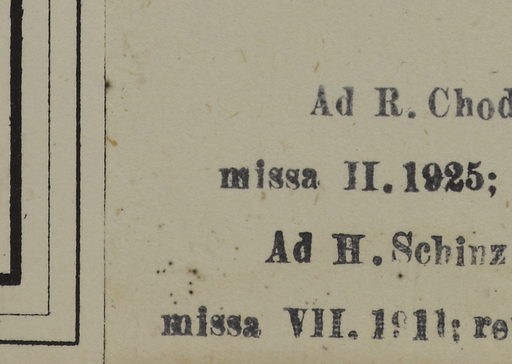 Ad R. Chod
missa II. 1925;
Ad H. Schinz
missa VII. 1911; re